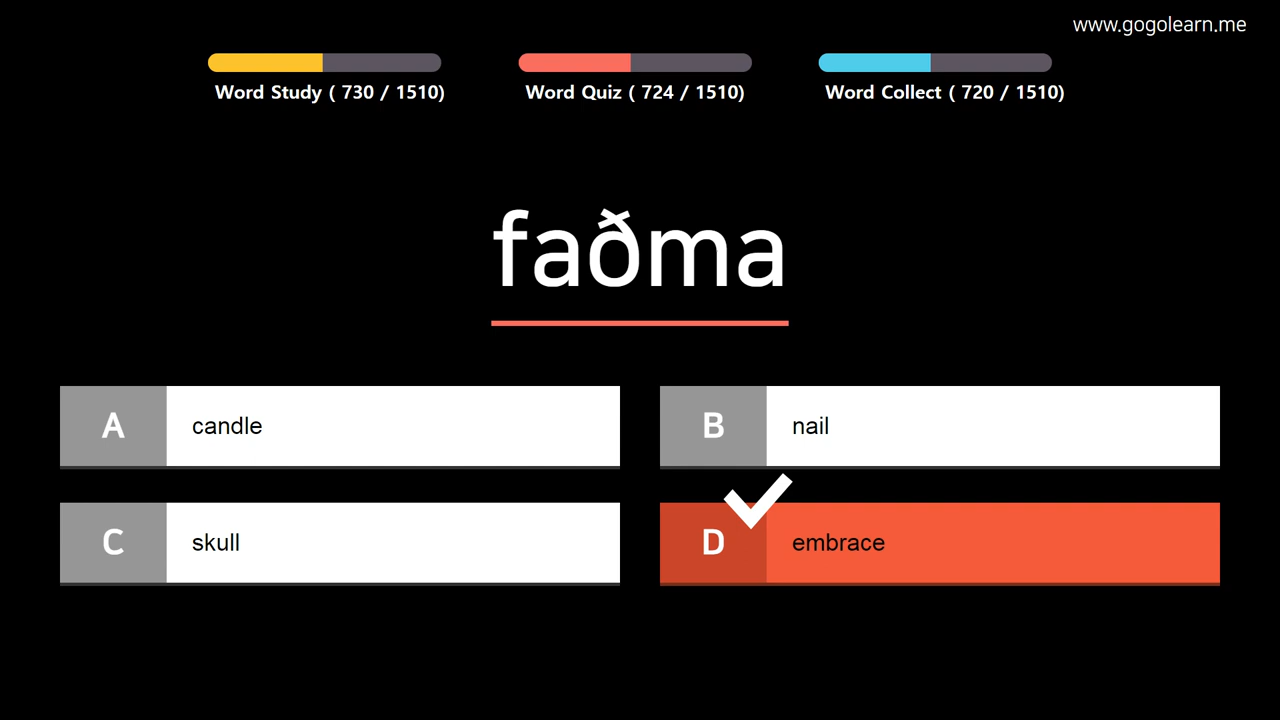 www.gogolearn.me
Word Study ( 730 / 1510)
Word Quiz ( 724 / 1510)
Word Collect ( 720 / 1510)
faðma
A
candle
B
nail
C
skull
D
embrace